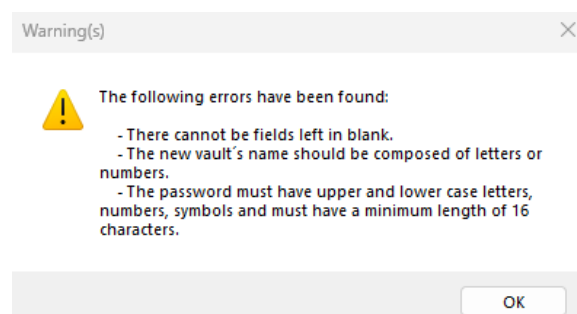 Warning(s)
The following errors have been found:
- There cannot be fields left in blank.
- The new vault´s name should be composed of letters or
numbers.
- The password must have upper and lower case letters,
numbers, symbols and must have a minimum length of 16
characters.
OK